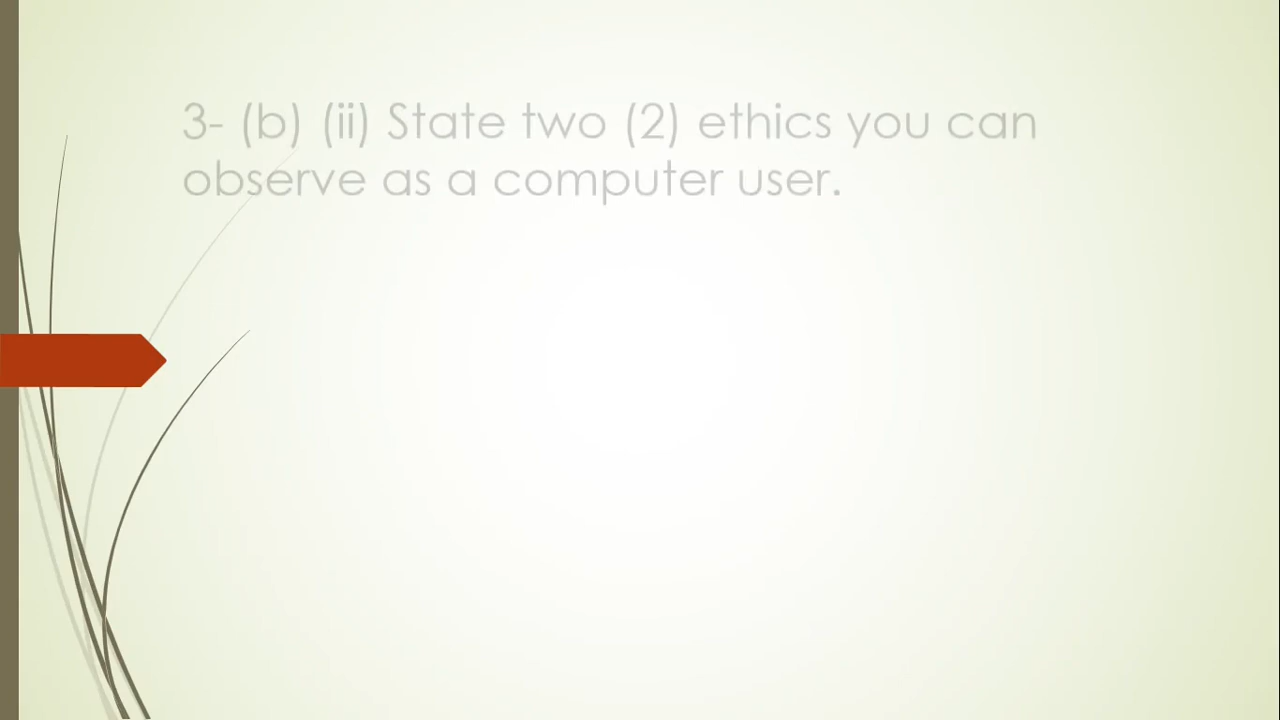 3- (b) (ii) State two (2) ethics you can
observe as a computer user.